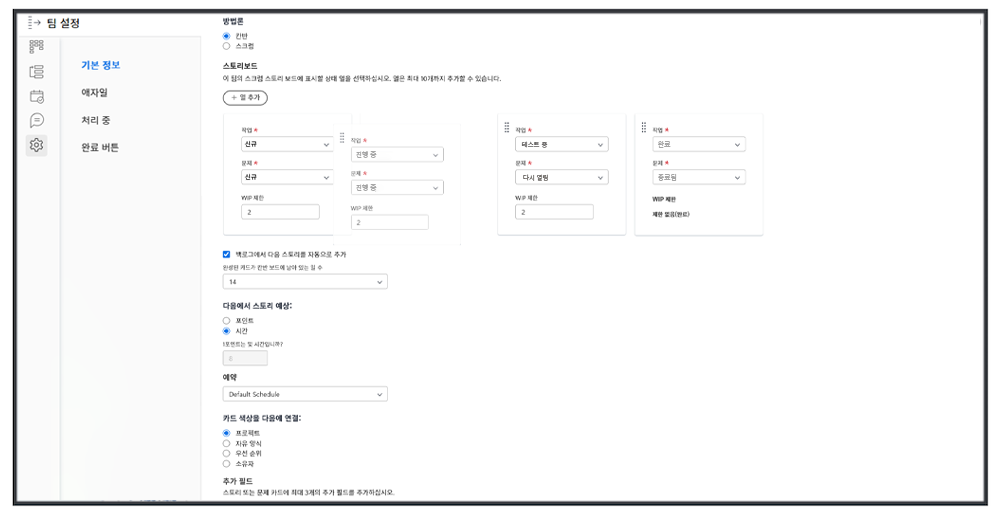 팀 설정
기본 정보
애자일
처리 중
완료 버튼
방법론
칸반
스크럼
스토리보드
이 팀의 스크럼 스토리 보드에 표시할 상태 열을 선택하십시오. 열은 최대 10개까지 추가할 수 있습니다.
+ 열 추가
작업 *
신규
문제 *
신규
WIP 제한
2
작업 *
진행 중
문제 *
진행 중
WIP 제한
2
작업 *
테스트 중
문제 *
다시 열림
WIP 제한
2
작업 *
완료
문제 *
종료됨
WIP 제한
제한 없음(완료)
백로그에서 다음 스토리를 자동으로 추가
완료된 카드가 칸반 보드에 남아 있는 일 수
14
다음에서 스토리 예상:
포인트
시간
1포인트는 몇 시간입니까?
예약
Default Schedule
카드 색상을 다음에 연결:
프로젝트
자유 양식
우선 순위
소유자
추가 필드
스토리 또는 문제 카드에 최대 3개의 추가 필드를 추가하십시오.